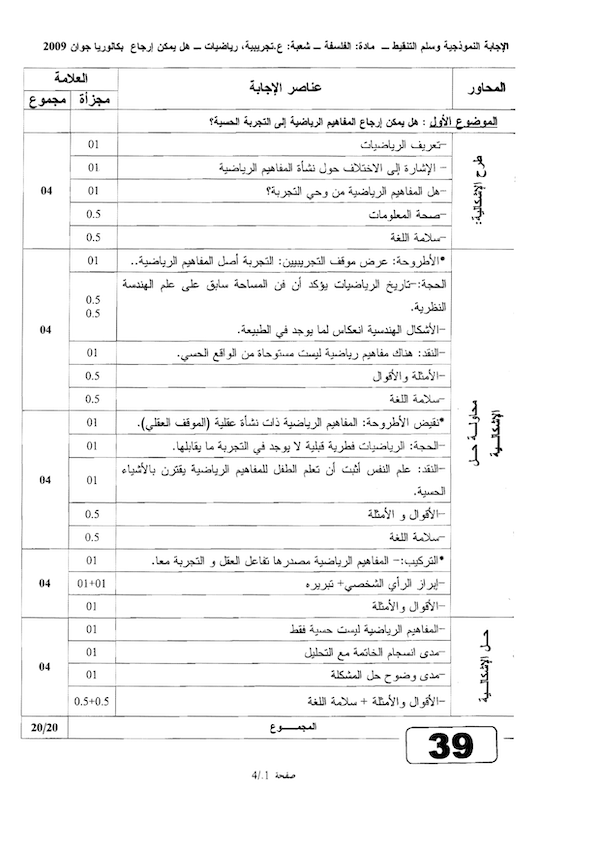 الإجابة النموذجية وسلم التنقيط ــ مادة: الفلسفة ــ شعبة: ع.تجريبية، رياضيات ــ هل يمكن إرجاع بكالوريا جوان 2009
المحاور عناصر الإجابة العلامة
مجزأة مجموع
الموضوع الأول : هل يمكن إرجاع المفاهيم الرياضية إلى التجربة الحسية؟
طرح الإشكالية:
-تعريف الرياضيات 01
- الإشارة إلى الاختلاف حول نشأة المفاهيم الرياضية 01
-هل المفاهيم الرياضية من وحي التجربة؟ 01 04
-صحة المعلومات 0.5
-سلامة اللغة 0.5
محاولة حل
الإشكالية
*الأطروحة: عرض موقف التجريبيين: التجربة أصل المفاهيم الرياضية.. 01
الحجة:-تاريخ الرياضيات يؤكد أن فن المساحة سابق على علم الهندسة 0.5
النظرية. 0.5
-الأشكال الهندسية انعكاس لما يوجد في الطبيعة. 04
-النقد: هناك مفاهيم رياضية ليست مستوحاة من الواقع الحسي. 01
-الأمثلة والأقوال 0.5
-سلامة اللغة 0.5
*نقيض الأطروحة: المفاهيم الرياضية ذات نشأة عقلية (الموقف العقلي). 01
-الحجة: الرياضيات فطرية قبلية لا يوجد في التجربة ما يقابلها. 01
-النقد: علم النفس أثبت أن تعلم الطفل للمفاهيم الرياضية يقترن بالأشياء 01 04
الحسية.
-الأقوال و الأمثلة 0.5
-سلامة اللغة 0.5
*التركيب:- المفاهيم الرياضية مصدرها تفاعل العقل و التجربة معا. 01
-إبراز الرأي الشخصي+ تبريره 01+01 04
-الأقوال والأمثلة 01
حل الإشكالية
-المفاهيم الرياضية ليست حسية فقط 01
-مدى انسجام الخاتمة مع التحليل 01
-مدى وضوح حل المشكلة 01 04
-الأقوال والأمثلة + سلامة اللغة 0.5+0.5
المجموع 20/20
39
صفحة 1./4